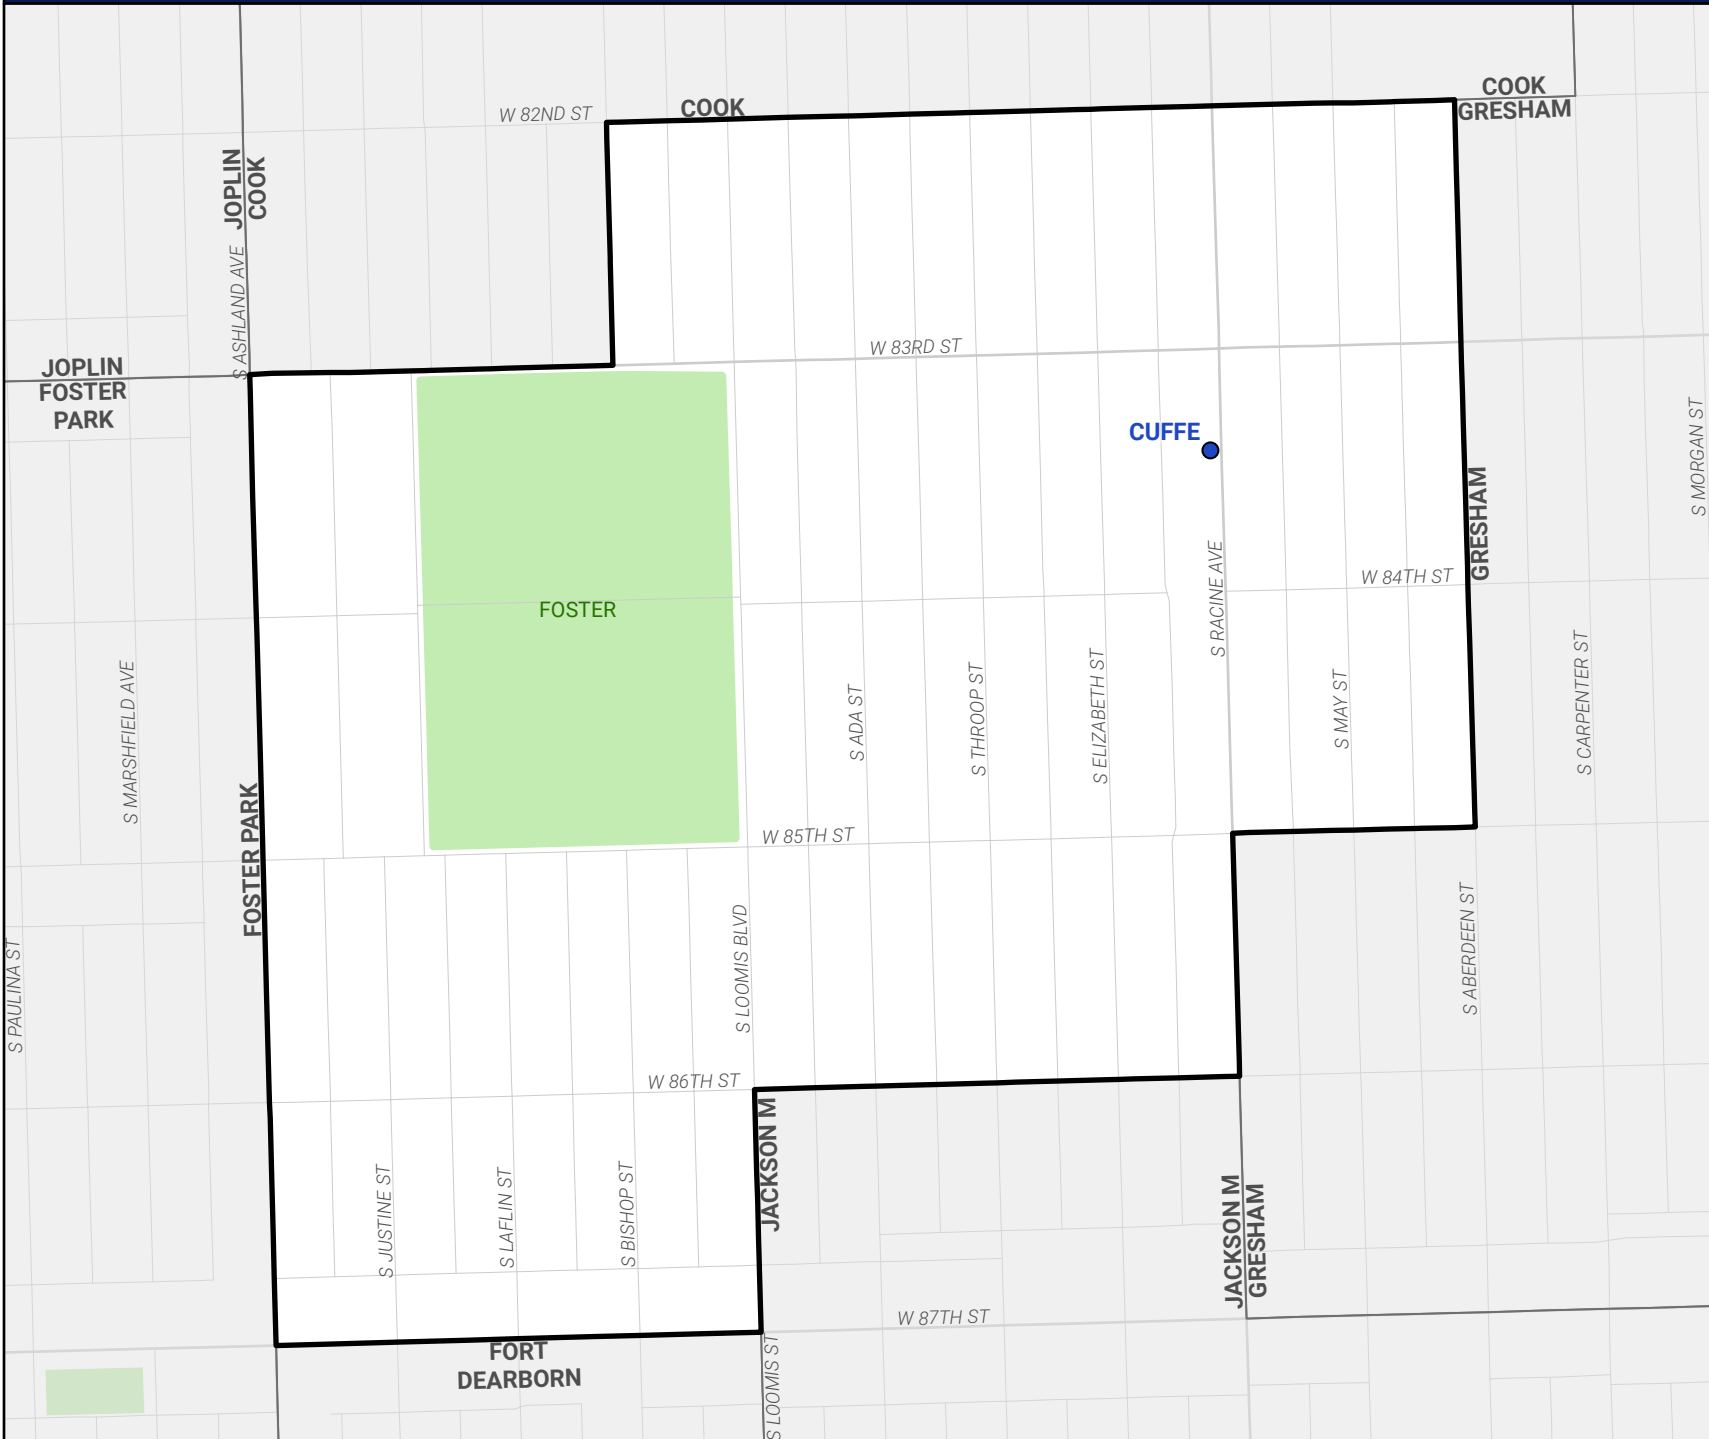 COOK
GRESHAM
W 82ND ST
COOK
JOPLIN
COOK
S ASHLAND AVE
W 83RD ST
JOPLIN
FOSTER
PARK
CUFFE
S MORGAN ST
GRESHAM
W 84TH ST
S RACINE AVE
FOSTER
S MARSHFIELD AVE
S ADA ST
S THROOP ST
S ELIZABETH ST
S MAY ST
S CARPENTER ST
FOSTER PARK
W 85TH ST
S PAULINA ST
S LOOMIS BLVD
S ABERDEEN ST
W 86TH ST
JACKSON M
S JUSTINE ST
S LAFLIN ST
S BISHOP ST
JACKSON M
GRESHAM
W 87TH ST
FORT
DEARBORN
S LOOMIS ST